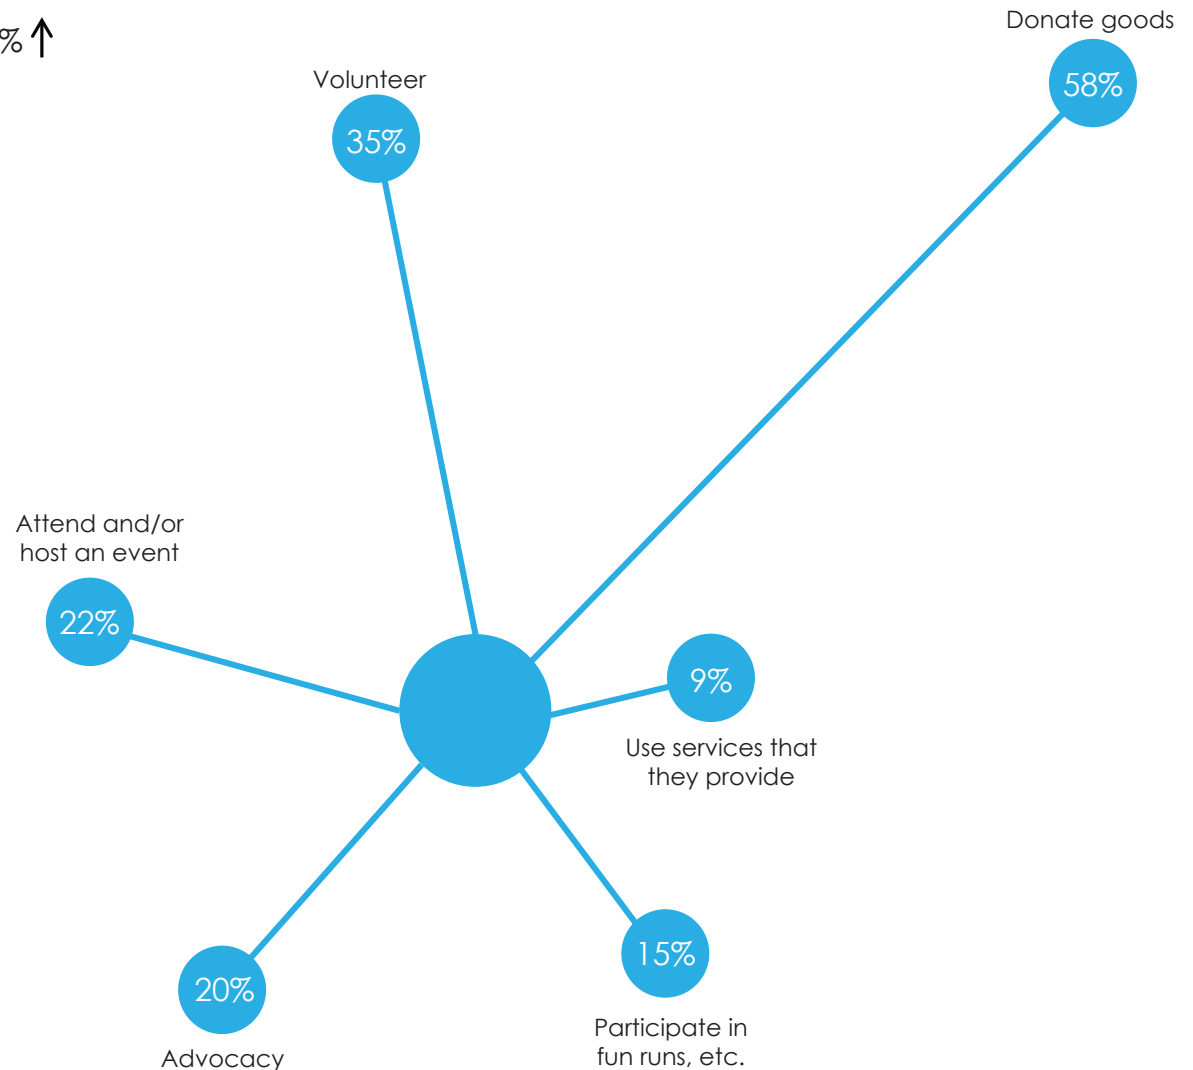 Donate goods
%
Volunteer
58%
35%
Attend and/or
host an event
22%
9%
Use services that
they provide
15%
20%
Participate in
fun runs, etc.
Advocacy